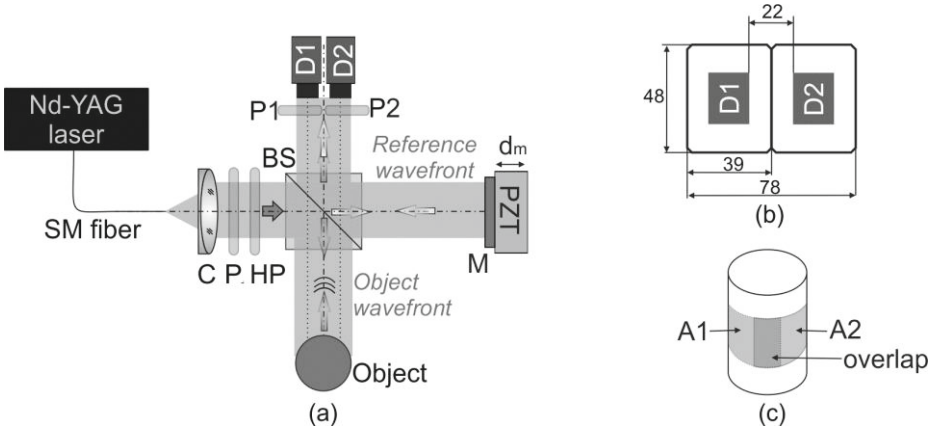 Nd-YAG
laser
SM fiber
C
P
HP
BS
P1
P2
D1
D2
Reference
wavefront
dm
PZT
M
Object
wavefront
Object
(a)
22
48
D1
D2
39
78
(b)
A1
A2
overlap
(c)